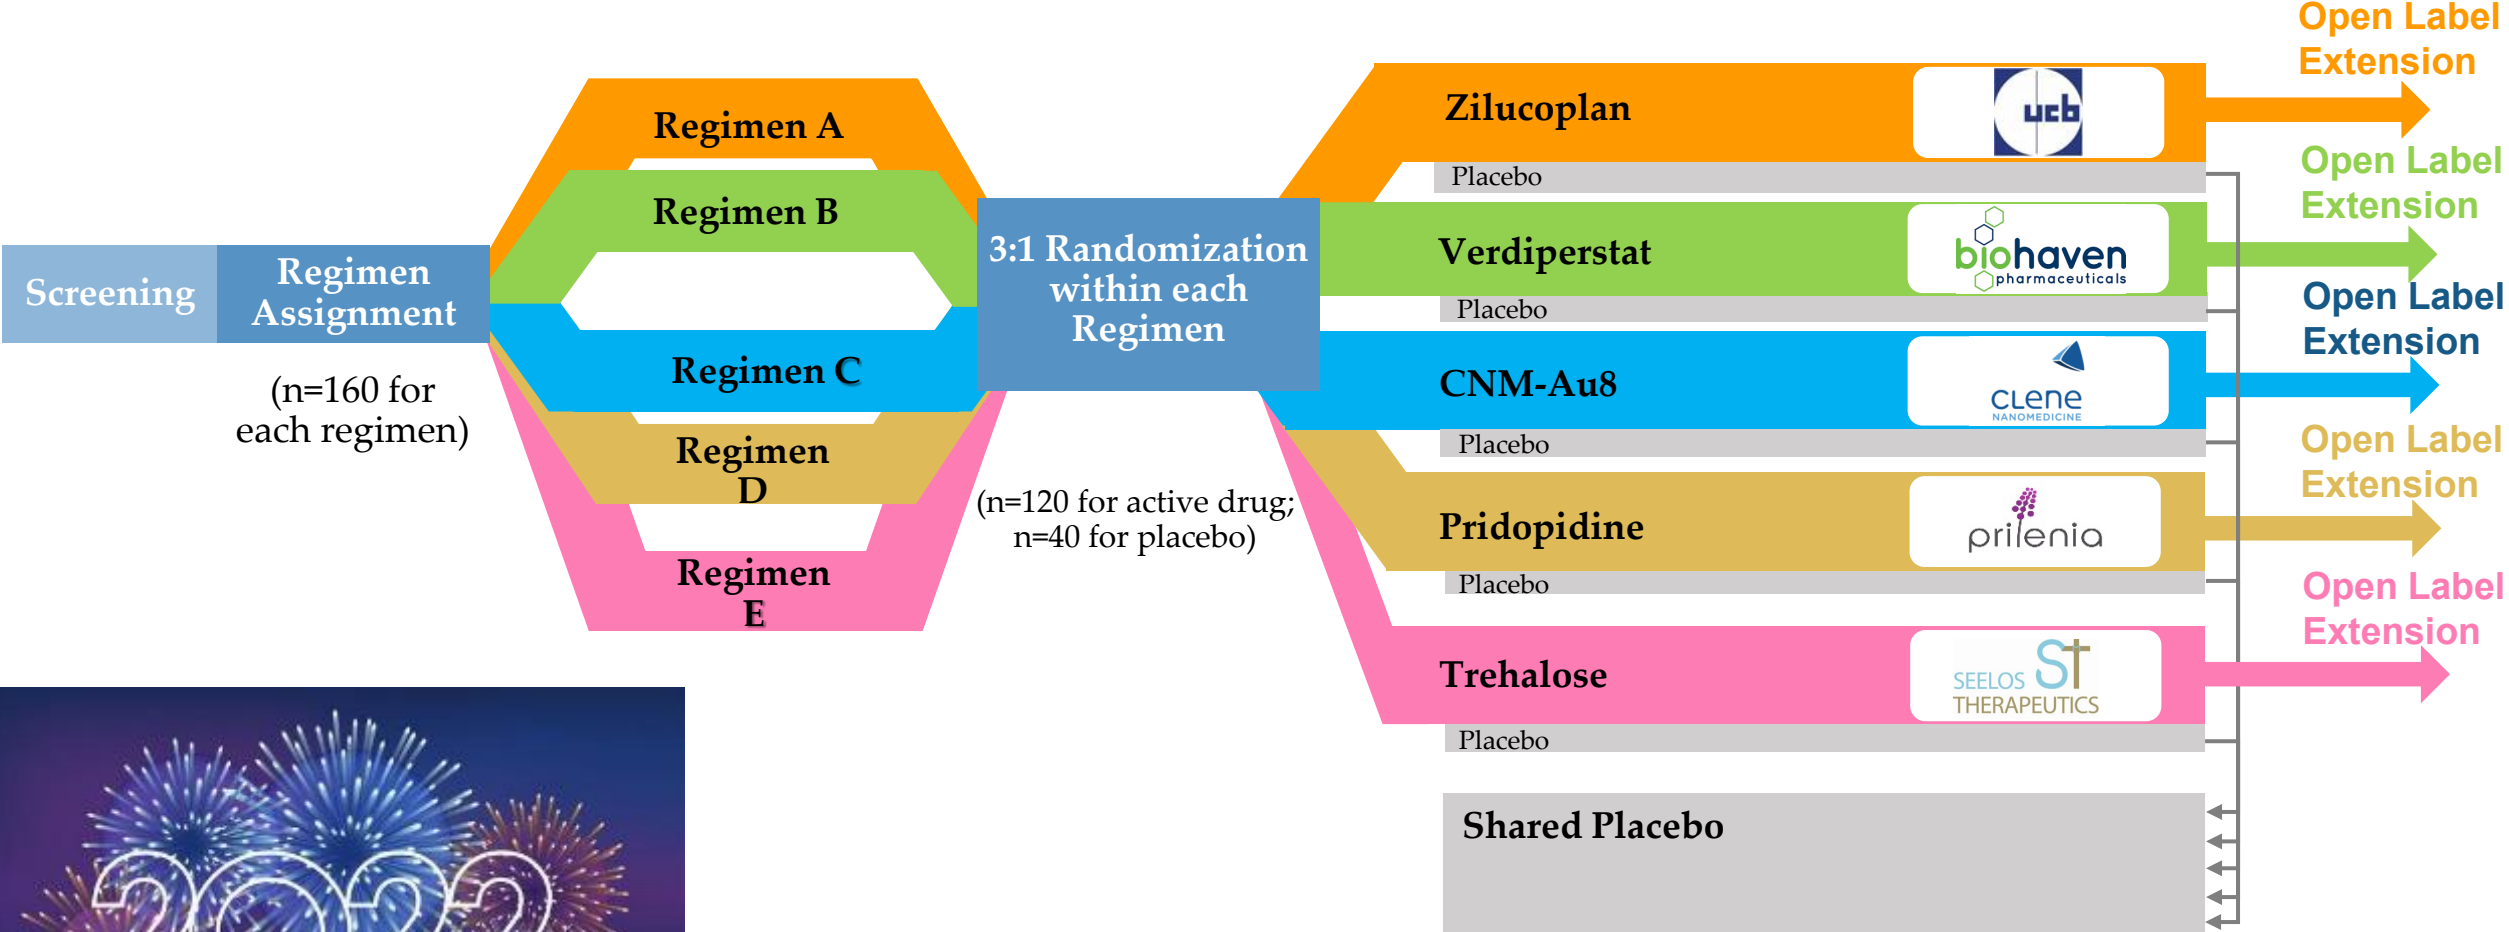 Screening
Regimen
Assignment
(n=160 for
each regimen)
Regimen A
Regimen B
Regimen C
Regimen
D
Regimen
E
3:1 Randomization
within each
Regimen
(n=120 for active drug;
n=40 for placebo)
Zilucoplan
ucb
Placebo
Open Label
Extension
Verdiperstat
biohaven
pharmaceuticals
Placebo
Open Label
Extension
CNM-Au8
CLENE
NANOMEDICINE
Placebo
Open Label
Extension
Pridopidine
prilenia
Placebo
Open Label
Extension
Trehalose
SEELOS ST
THERAPEUTICS
Placebo
Open Label
Extension
Shared Placebo
2022